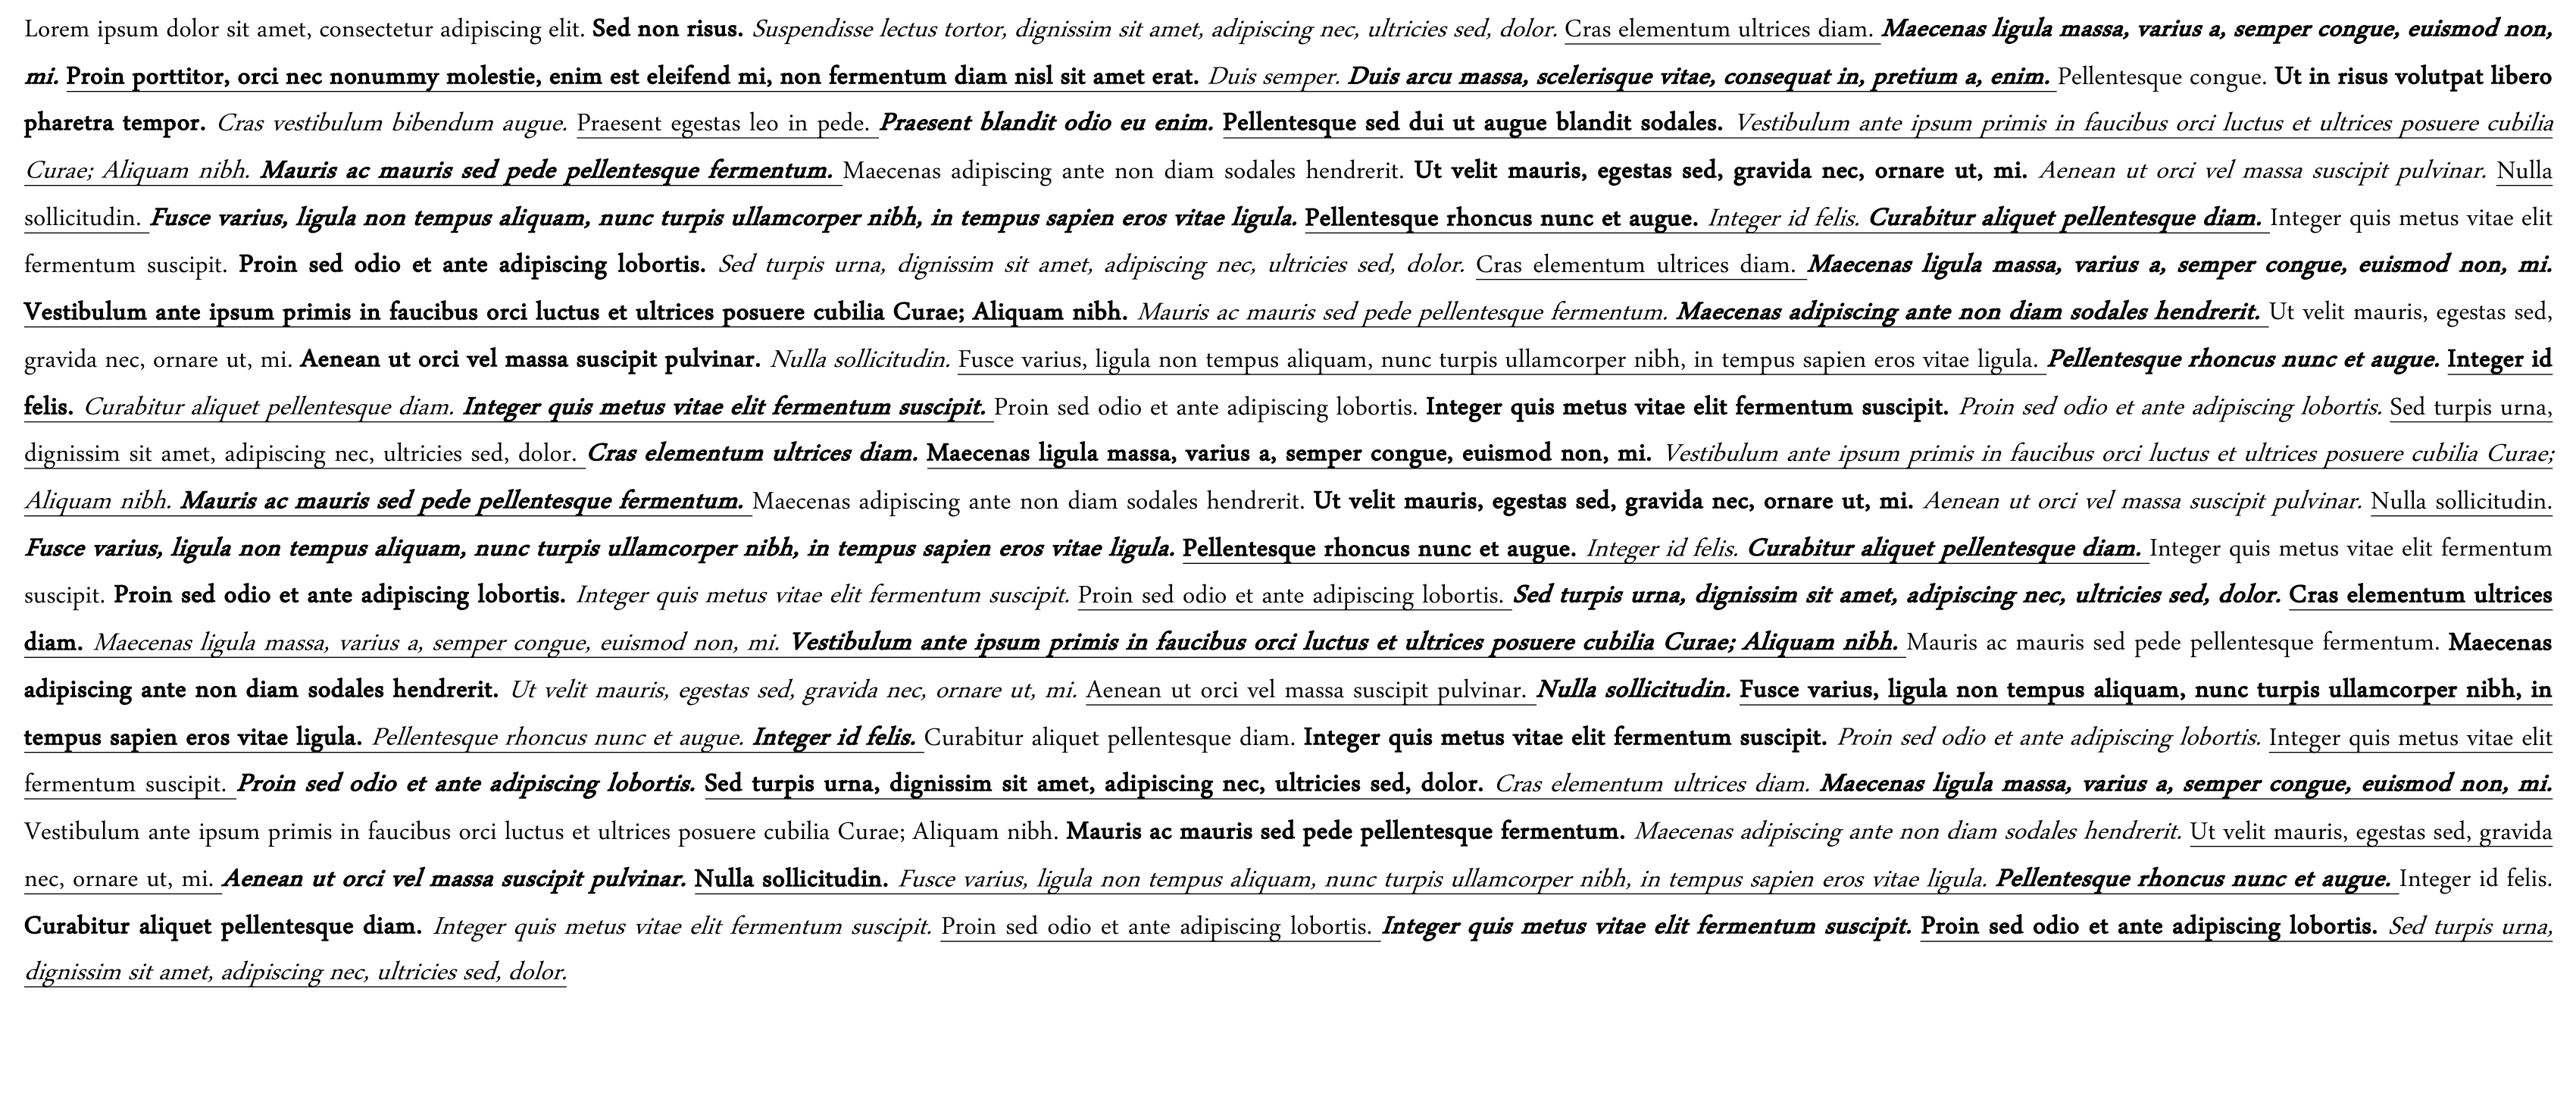 Lorem ipsum dolor sit amet, consectetur adipiscing elit. Sed non risus. Suspendisse lectus tortor, dignissim sit amet, adipiscing nec, ultricies sed, dolor. Cras elementum ultrices diam. Maecenas ligula massa, varius a, semper congue, euismod non,
mi. Proin porttitor, orci nec nonummy molestie, enim est eleifend mi, non fermentum diam nisl sit amet erat. Duis semper. Duis arcu massa, scelerisque vitae, consequat in, pretium a, enim. Pellentesque congue. Ut in risus volutpat libero
pharetra tempor. Cras vestibulum bibendum augue. Praesent egestas leo in pede. Praesent blandit odio eu enim. Pellentesque sed dui ut augue blandit sodales. Vestibulum ante ipsum primis in faucibus orci luctus et ultrices posuere cubilia
Curae; Aliquam nibh. Mauris ac mauris sed pede pellentesque fermentum. Maecenas adipiscing ante non diam sodales hendrerit. Ut velit mauris, egestas sed, gravida nec, ornare ut, mi. Aenean ut orci vel massa suscipit pulvinar. Nulla
sollicitudin. Fusce varius, ligula non tempus aliquam, nunc turpis ullamcorper nibh, in tempus sapien eros vitae ligula. Pellentesque rhoncus nunc et augue. Integer id felis. Curabitur aliquet pellentesque diam. Integer quis metus vitae elit
fermentum suscipit. Proin sed odio et ante adipiscing lobortis. Sed turpis urna, dignissim sit amet, adipiscing nec, ultricies sed, dolor. Cras elementum ultrices diam. Maecenas ligula massa, varius a, semper congue, euismod non, mi.
Vestibulum ante ipsum primis in faucibus orci luctus et ultrices posuere cubilia Curae; Aliquam nibh. Mauris ac mauris sed pede pellentesque fermentum. Maecenas adipiscing ante non diam sodales hendrerit. Ut velit mauris, egestas sed,
gravida nec, ornare ut, mi. Aenean ut orci vel massa suscipit pulvinar. Nulla sollicitudin. Fusce varius, ligula non tempus aliquam, nunc turpis ullamcorper nibh, in tempus sapien eros vitae ligula. Pellentesque rhoncus nunc et augue. Integer id
felis. Curabitur aliquet pellentesque diam. Integer quis metus vitae elit fermentum suscipit. Proin sed odio et ante adipiscing lobortis. Integer quis metus vitae elit fermentum suscipit. Proin sed odio et ante adipiscing lobortis. Sed turpis urna,
dignissim sit amet, adipiscing nec, ultricies sed, dolor. Cras elementum ultrices diam. Maecenas ligula massa, varius a, semper congue, euismod non, mi. Vestibulum ante ipsum primis in faucibus orci luctus et ultrices posuere cubilia Curae;
Aliquam nibh. Mauris ac mauris sed pede pellentesque fermentum. Maecenas adipiscing ante non diam sodales hendrerit. Ut velit mauris, egestas sed, gravida nec, ornare ut, mi. Aenean ut orci vel massa suscipit pulvinar. Nulla sollicitudin.
Fusce varius, ligula non tempus aliquam, nunc turpis ullamcorper nibh, in tempus sapien eros vitae ligula. Pellentesque rhoncus nunc et augue. Integer id felis. Curabitur aliquet pellentesque diam. Integer quis metus vitae elit fermentum
suscipit. Proin sed odio et ante adipiscing lobortis. Integer quis metus vitae elit fermentum suscipit. Proin sed odio et ante adipiscing lobortis. Sed turpis urna, dignissim sit amet, adipiscing nec, ultricies sed, dolor. Cras elementum ultrices
diam. Maecenas ligula massa, varius a, semper congue, euismod non, mi. Vestibulum ante ipsum primis in faucibus orci luctus et ultrices posuere cubilia Curae; Aliquam nibh. Mauris ac mauris sed pede pellentesque fermentum. Maecenas
adipiscing ante non diam sodales hendrerit. Ut velit mauris, egestas sed, gravida nec, ornare ut, mi. Aenean ut orci vel massa suscipit pulvinar. Nulla sollicitudin. Fusce varius, ligula non tempus aliquam, nunc turpis ullamcorper nibh, in
tempus sapien eros vitae ligula. Pellentesque rhoncus nunc et augue. Integer id felis. Curabitur aliquet pellentesque diam. Integer quis metus vitae elit fermentum suscipit. Proin sed odio et ante adipiscing lobortis. Integer quis metus vitae elit
fermentum suscipit. Proin sed odio et ante adipiscing lobortis. Sed turpis urna, dignissim sit amet, adipiscing nec, ultricies sed, dolor. Cras elementum ultrices diam. Maecenas ligula massa, varius a, semper congue, euismod non, mi.
Vestibulum ante ipsum primis in faucibus orci luctus et ultrices posuere cubilia Curae; Aliquam nibh. Mauris ac mauris sed pede pellentesque fermentum. Maecenas adipiscing ante non diam sodales hendrerit. Ut velit mauris, egestas sed, gravida
nec, ornare ut, mi. Aenean ut orci vel massa suscipit pulvinar. Nulla sollicitudin. Fusce varius, ligula non tempus aliquam, nunc turpis ullamcorper nibh, in tempus sapien eros vitae ligula. Pellentesque rhoncus nunc et augue. Integer id felis.
Curabitur aliquet pellentesque diam. Integer quis metus vitae elit fermentum suscipit. Proin sed odio et ante adipiscing lobortis. Integer quis metus vitae elit fermentum suscipit. Proin sed odio et ante adipiscing lobortis. Sed turpis urna,
dignissim sit amet, adipiscing nec, ultricies sed, dolor.